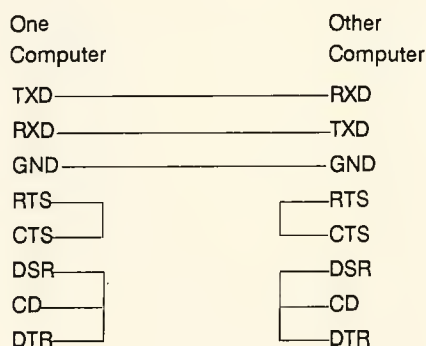 One Other
Computer Computer
TXD RXD
RXD TXD
GND GND
RTS RTS
CTS CTS
DSR DSR
CD CD
DTR DTR